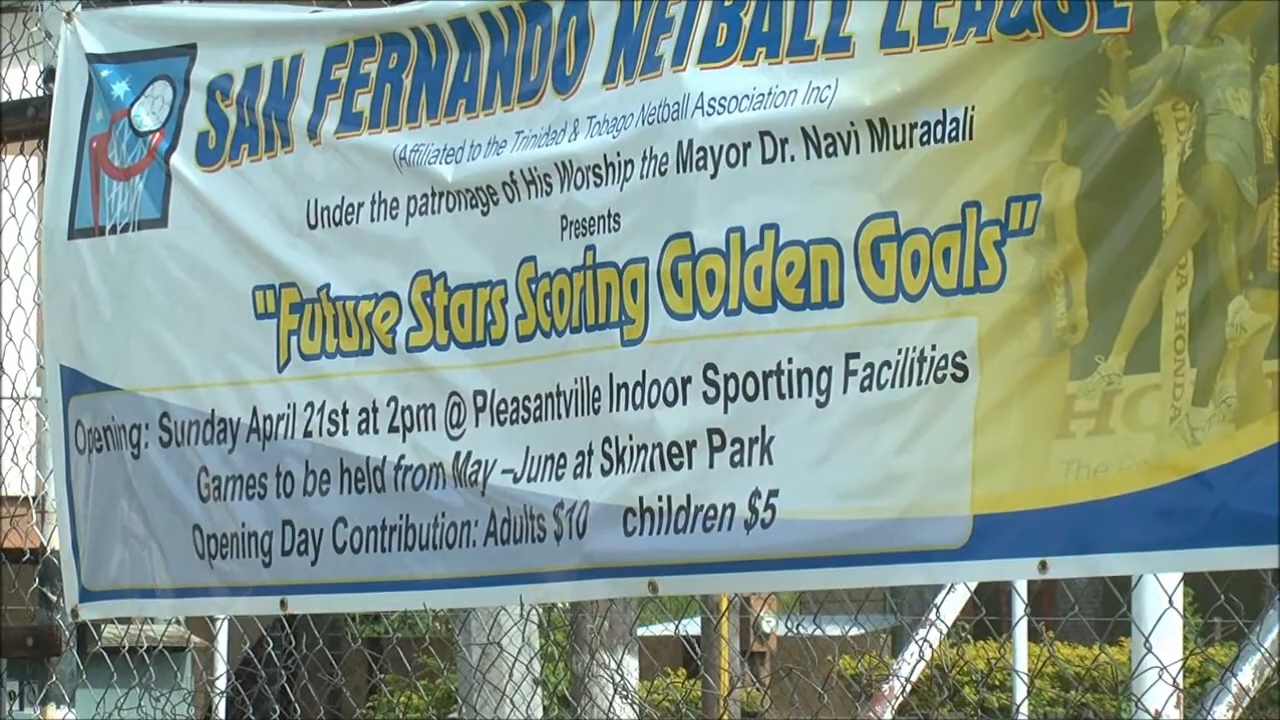 SAN FERNANDO NETBALL LEAGUE
(Affiliated to the Trinidad & Tobago Netball Association Inc)
Under the patronage of His Worship the Mayor Dr. Navi Muradali
Presents
"Future Stars Scoring Golden Goals"
Opening: Sunday April 21st at 2pm @ Pleasantville Indoor Sporting Facilities
Games to be held from May –June at Skinner Park
Opening Day Contribution: Adults $10 children $5
HONDA
The